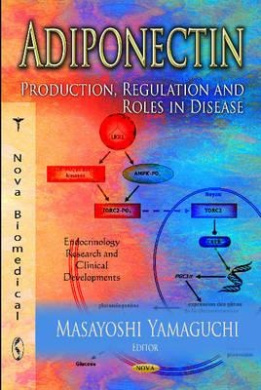 ADIPONECTIN
PRODUCTION, REGULATION AND
ROLES IN DISEASE
Nova Biomedical
LKB1
AMPK-PO₄
TORC2-PO₄
TORC2
Endocrinology
Research and
Clinical
Developments
MASAYOSHI YAMAGUCHI
EDITOR
Glucose
NOVA